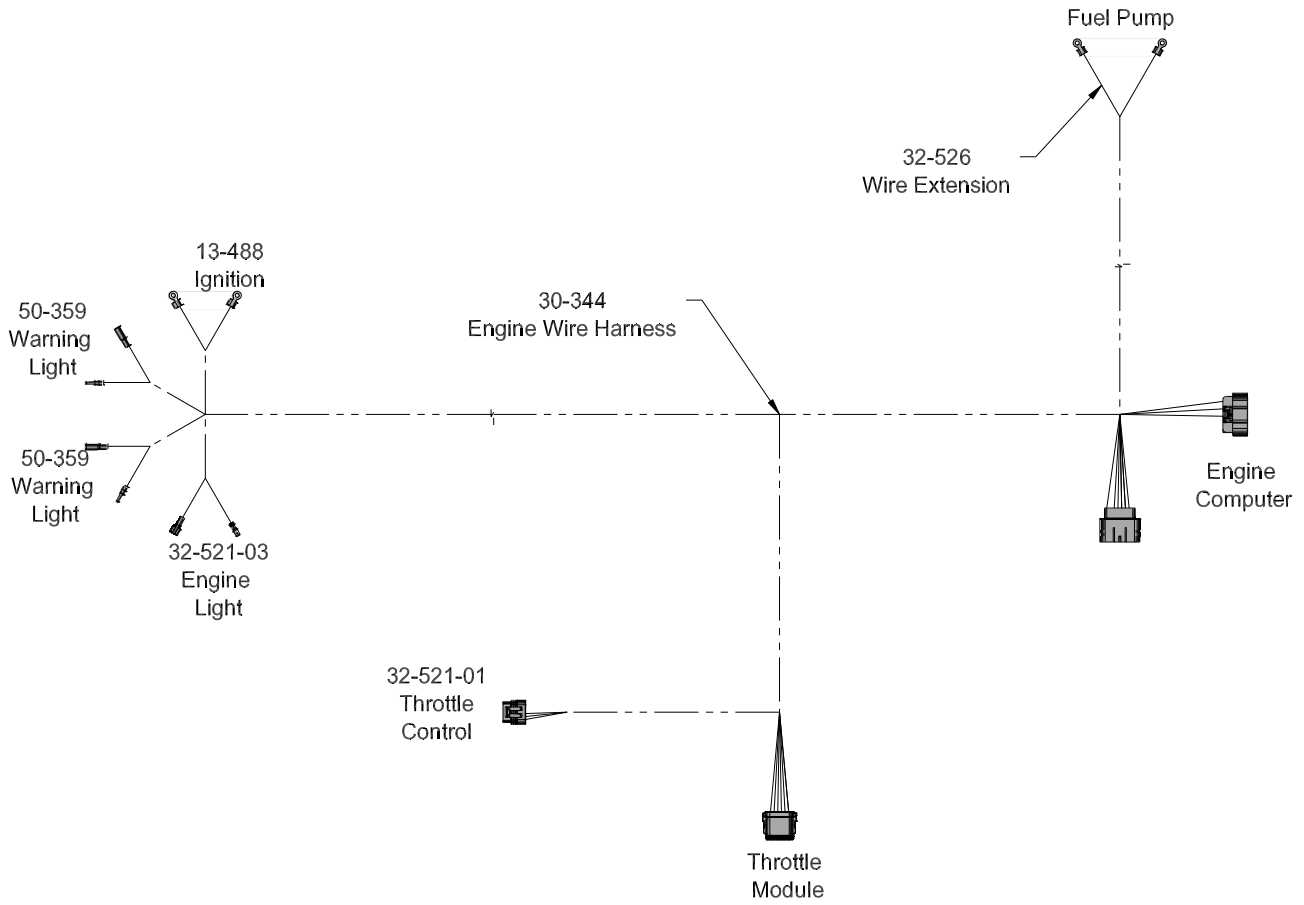 Fuel Pump
32-526
Wire Extension
13-488
Ignition
50-359
Warning
Light
30-344
Engine Wire Harness
50-359
Warning
Light
Engine
Computer
32-521-03
Engine
Light
32-521-01
Throttle
Control
Throttle
Module